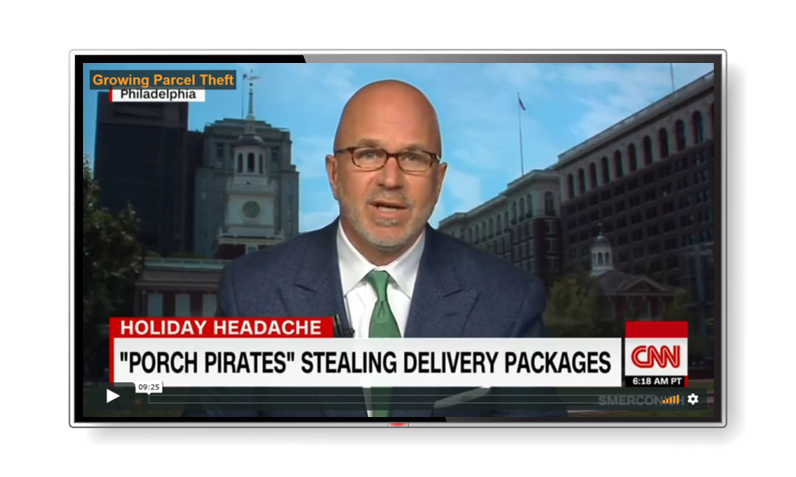 Growing Parcel Theft
Philadelphia
HOLIDAY HEADACHE
"PORCH PIRATES" STEALING DELIVERY PACKAGES
CNN
6:18 AM PT
09:25